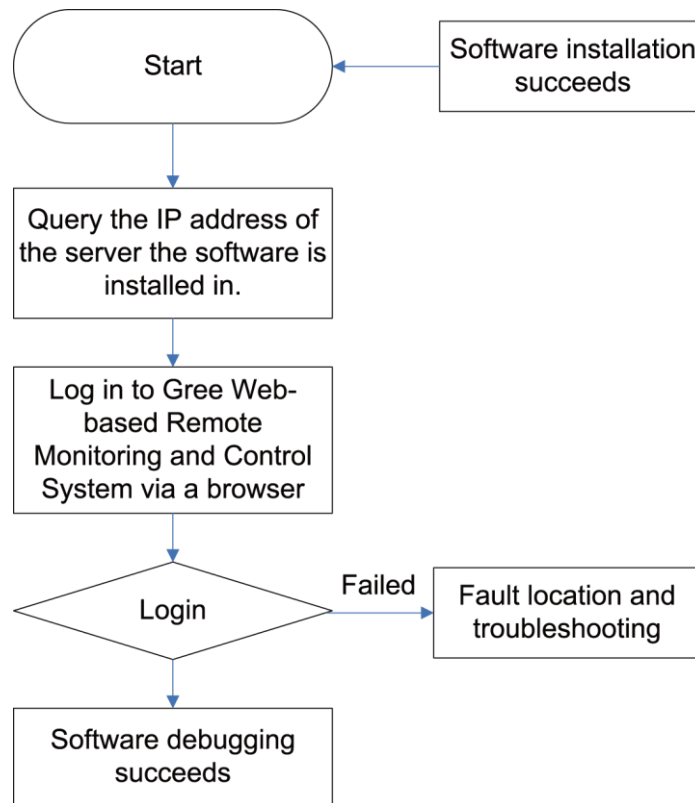 Start
Software installation
succeeds
Query the IP address of
the server the software is
installed in.
Log in to Gree Web-
based Remote
Monitoring and Control
System via a browser
Login
Failed
Fault location and
troubleshooting
Software debugging
succeeds